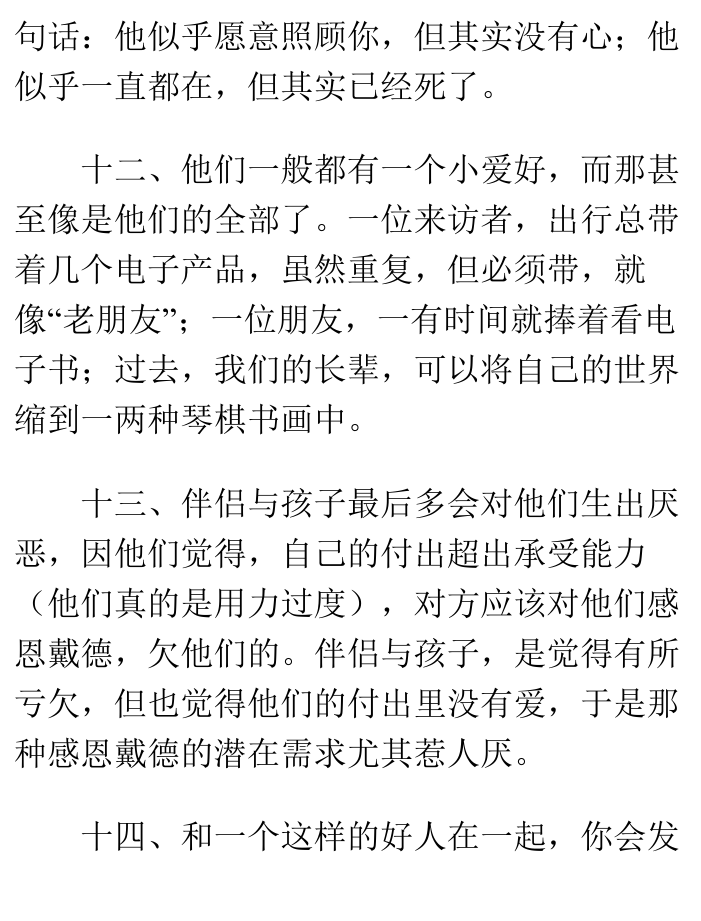 句话：他似乎愿意照顾你，但其实没有心；他
似乎一直都在，但其实已经死了。
十二、他们一般都有一个小爱好，而那甚
至像是他们的全部了。一位来访者，出行总带
着几个电子产品，虽然重复，但必须带，就
像“老朋友”；一位朋友，一有时间就捧着看电
子书；过去，我们的长辈，可以将自己的世界
缩到一两种琴棋书画中。
十三、伴侣与孩子最后多会对他们生出厌
恶，因他们觉得，自己的付出超出承受能力
（他们真的是用力过度），对方应该对他们感
恩戴德，欠他们的。伴侣与孩子，是觉得有所
亏欠，但也觉得他们的付出里没有爱，于是那
种感恩戴德的潜在需求尤其惹人厌。
十四、和一个这样的好人在一起，你会发